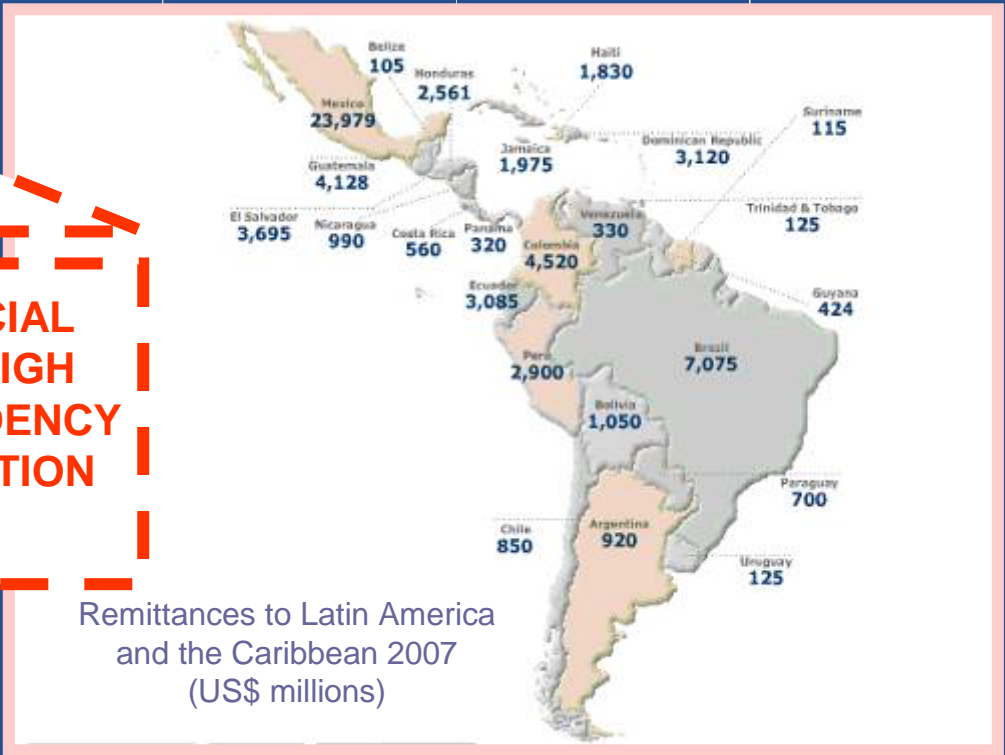 Belize
105
Honduras
2,561
Haiti
1,830
Mexico
23,979
Suriname
115
Jamaica
1,975
Dominican Republic
3,120
Guatemala
4,128
El Salvador
3,695
Nicaragua
990
Costa Rica
560
Panama
320
Venezuela
330
Trinidad & Tobago
125
Colombia
4,520
Ecuador
3,085
Guyana
424
Peru
2,900
Brazil
7,075
Bolivia
1,050
Paraguay
700
Chile
850
Argentina
920
Uruguay
125
CIAL
IGH
DENCY
TION
Remittances to Latin America
and the Caribbean 2007
(US$ millions)